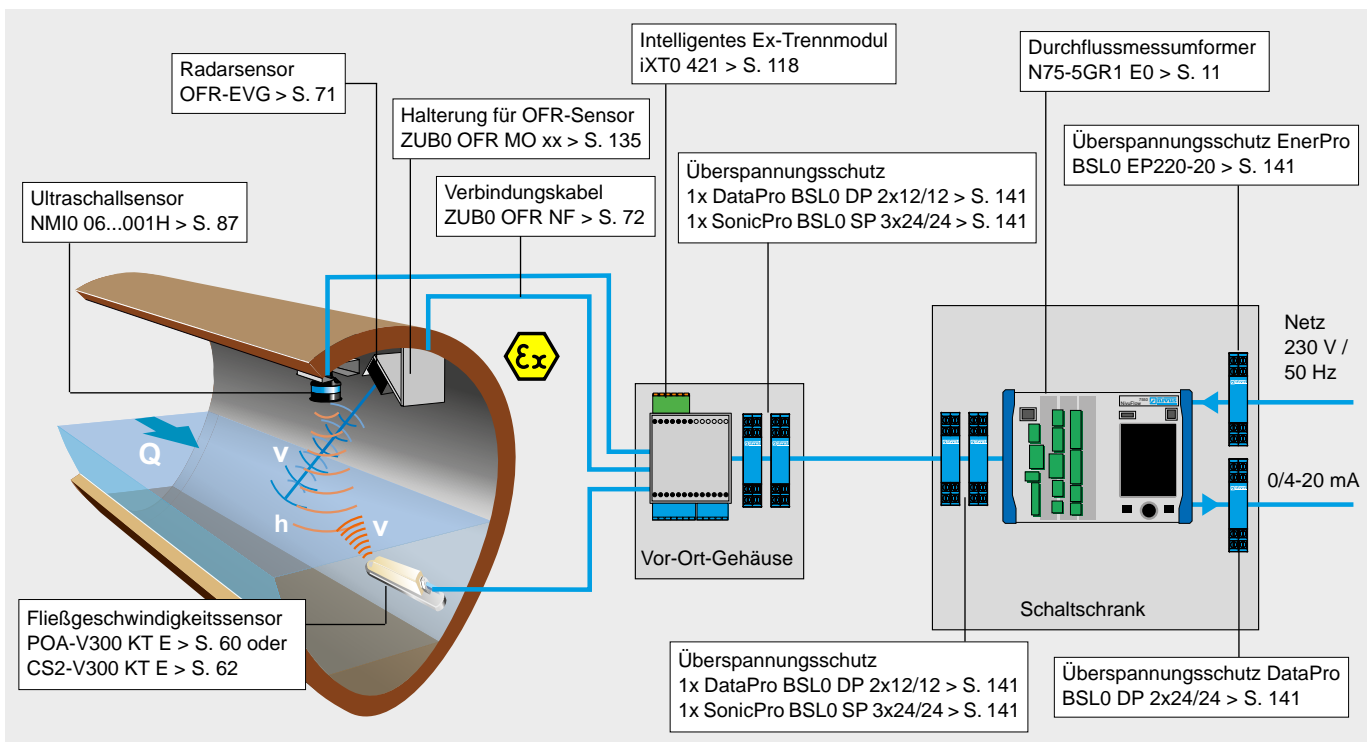 Intelligentes Ex-Trennmodul
iXT0 421 > S. 118
Durchflussmessumformer
N75-5GR1 E0 > S. 11
Radarsensor
OFR-EVG > S. 71
Halterung für OFR-Sensor
ZUB0 OFR MO xx > S. 135
Überspannungsschutz EnerPro
BSL0 EP220-20 > S. 141
Überspannungsschutz
1x DataPro BSL0 DP 2x12/12 > S. 141
1x SonicPro BSL0 SP 3x24/24 > S. 141
Ultraschallsensor
NMI0 06...001H > S. 87
Verbindungskabel
ZUB0 OFR NF > S. 72
Ex
Netz
230 V /
50 Hz
Q
v
h
v
0/4-20 mA
Vor-Ort-Gehäuse
Schaltschrank
Fließgeschwindigkeitssensor
POA-V300 KT E > S. 60 oder
CS2-V300 KT E > S. 62
Überspannungsschutz
1x DataPro BSL0 DP 2x12/12 > S. 141
1x SonicPro BSL0 SP 3x24/24 > S. 141
Überspannungsschutz DataPro
BSL0 DP 2x24/24 > S. 141